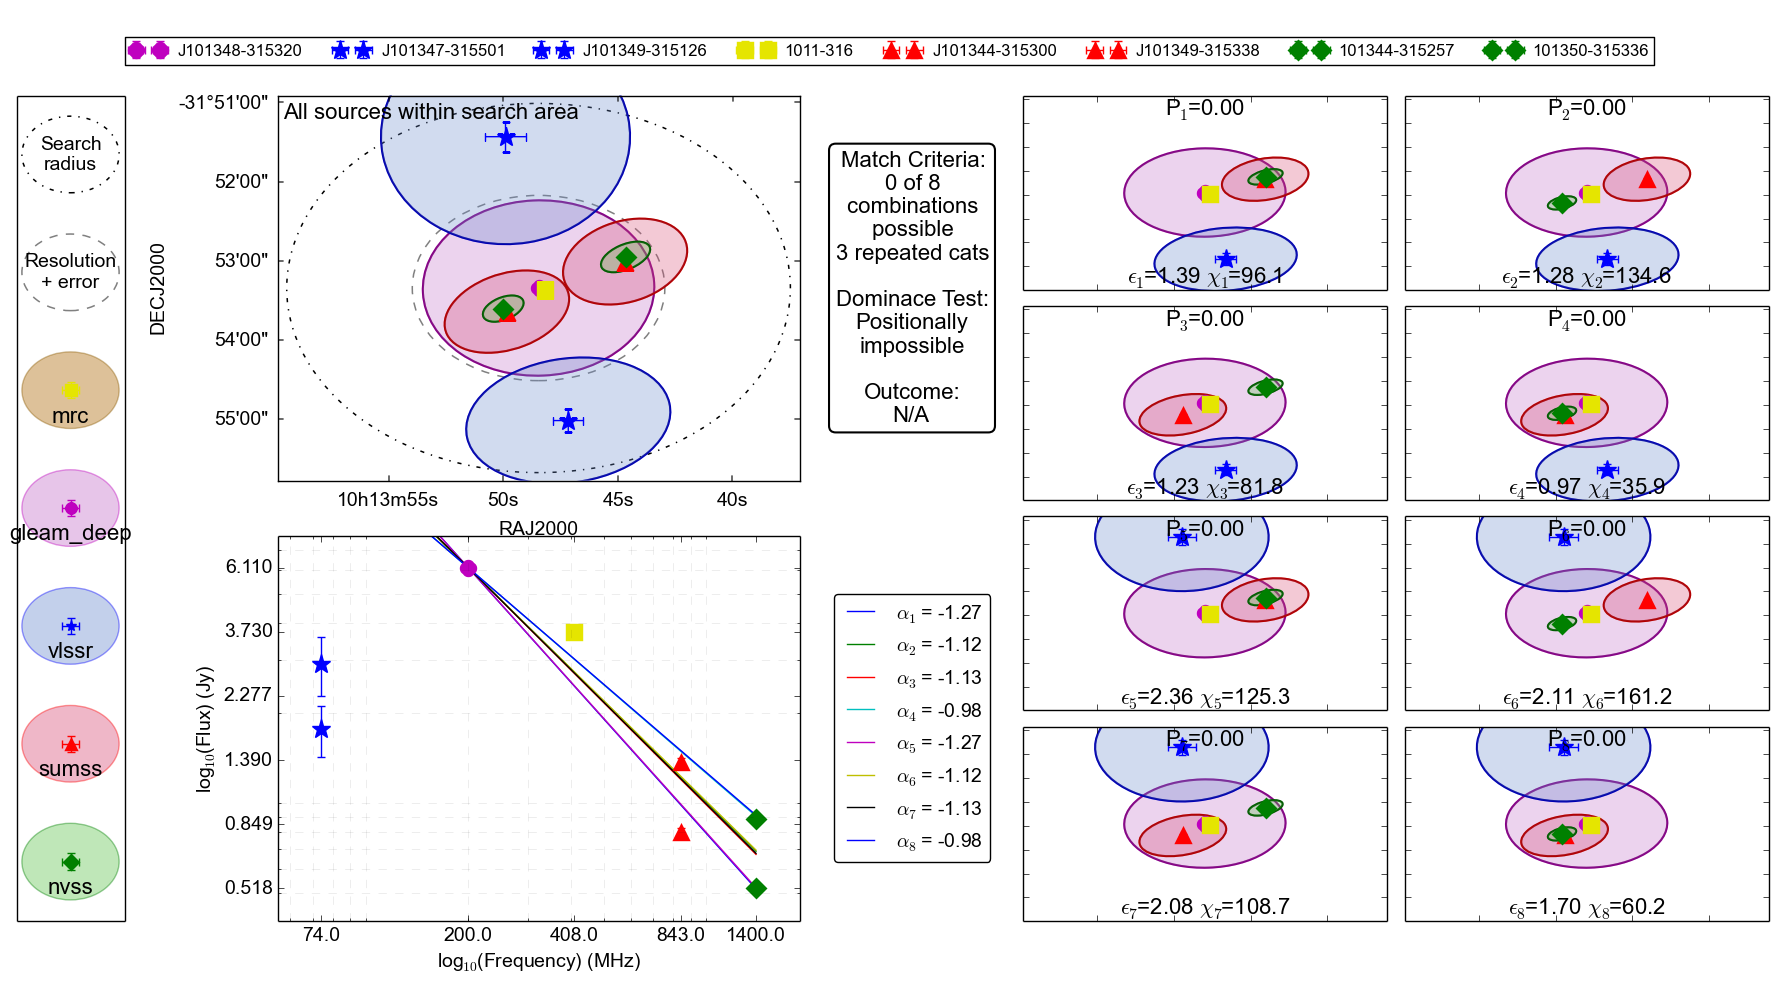 J101348-315320 J101347-315501 J101349-315126 1011-316 J101344-315300 J101349-315338 101344-315257 101350-315336
Search
radius
Resolution
+ error
mrc
gleam_deep
vlssr
sumss
nvss
All sources within search area
-31°51'00"
52'00"
53'00"
54'00"
55'00"
DECJ2000
10h13m55s 50s 45s 40s
RAJ2000
Match Criteria:
0 of 8
combinations
possible
3 repeated cats
Dominace Test:
Positionally
impossible
Outcome:
N/A
6.110
3.730
2.277
1.390
0.849
0.518
log₁₀(Flux) (Jy)
74.0 200.0 408.0 843.0 1400.0
log₁₀(Frequency) (MHz)
α₁ = -1.27
α₂ = -1.12
α₃ = -1.13
α₄ = -0.98
α₅ = -1.27
α₆ = -1.12
α₇ = -1.13
α₈ = -0.98
P₁=0.00
ϵ₁=1.39 χ₁=96.1
P₂=0.00
ϵ₂=1.28 χ₂=134.6
P₃=0.00
ϵ₃=1.23 χ₃=81.8
P₄=0.00
ϵ₄=0.97 χ₄=35.9
P₅=0.00
ϵ₅=2.36 χ₅=125.3
P₆=0.00
ϵ₆=2.11 χ₆=161.2
P₇=0.00
ϵ₇=2.08 χ₇=108.7
P₈=0.00
ϵ₈=1.70 χ₈=60.2